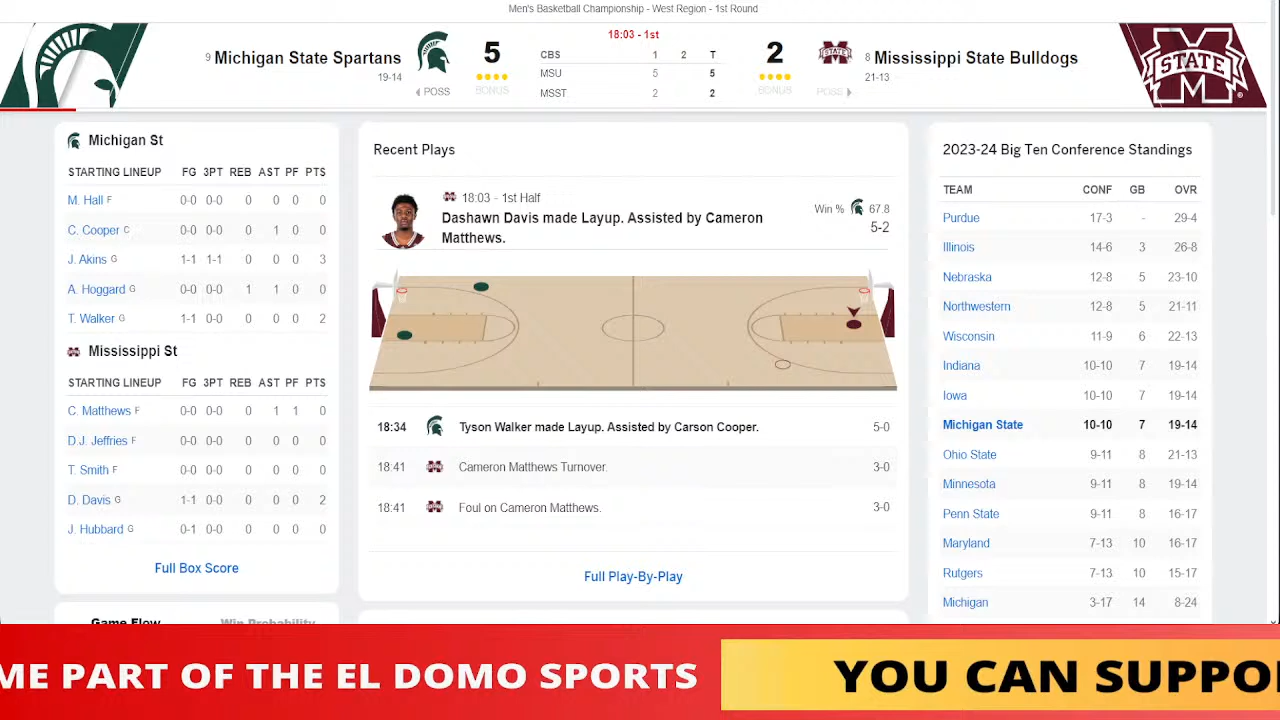 Men's Basketball Championship - West Region - 1st Round
9 Michigan State Spartans
19-14
POSS
5
BONUS
18:03 - 1st
CBS 1 2 T
MSU 5 5
MSST 2 2
2
BONUS
POSS
8 Mississippi State Bulldogs
21-13
STATE
Michigan St
STARTING LINEUP FG 3PT REB AST PF PTS
M. Hall F 0-0 0-0 0 0 0 0
C. Cooper C 0-0 0-0 0 1 0 0
J. Akins G 1-1 1-1 0 0 0 3
A. Hoggard G 0-0 0-0 1 1 0 0
T. Walker G 1-1 0-0 0 0 0 2
Mississippi St
STARTING LINEUP FG 3PT REB AST PF PTS
C. Matthews F 0-0 0-0 0 1 1 0
D.J. Jeffries F 0-0 0-0 0 0 0 0
T. Smith F 0-0 0-0 0 0 0 0
D. Davis G 1-1 0-0 0 0 0 2
J. Hubbard G 0-1 0-0 0 0 0 0
Full Box Score
Game Flow Win Probability
Recent Plays
18:03 - 1st Half
Dashawn Davis made Layup. Assisted by Cameron
Matthews.
Win % 67.8
5-2
18:34 Tyson Walker made Layup. Assisted by Carson Cooper. 5-0
18:41 Cameron Matthews Turnover. 3-0
18:41 Foul on Cameron Matthews. 3-0
Full Play-By-Play
2023-24 Big Ten Conference Standings
TEAM CONF GB OVR
Purdue 17-3 - 29-4
Illinois 14-6 3 26-8
Nebraska 12-8 5 23-10
Northwestern 12-8 5 21-11
Wisconsin 11-9 6 22-13
Indiana 10-10 7 19-14
Iowa 10-10 7 19-14
Michigan State 10-10 7 19-14
Ohio State 9-11 8 21-13
Minnesota 9-11 8 19-14
Penn State 9-11 8 16-17
Maryland 7-13 10 16-17
Rutgers 7-13 10 15-17
Michigan 3-17 14 8-24
ME PART OF THE EL DOMO SPORTS
YOU CAN SUPPO